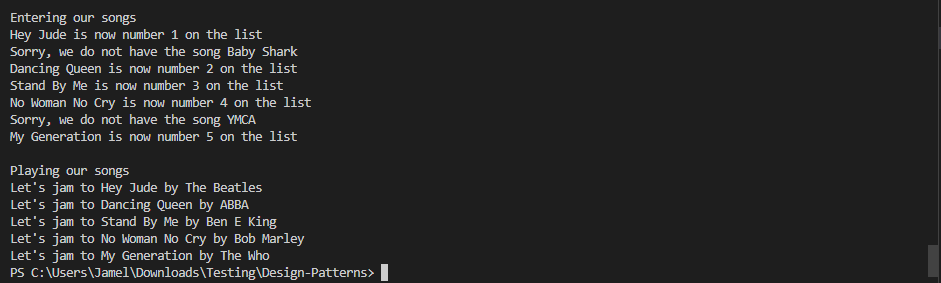 Entering our songs
Hey Jude is now number 1 on the list
Sorry, we do not have the song Baby Shark
Dancing Queen is now number 2 on the list
Stand By Me is now number 3 on the list
No Woman No Cry is now number 4 on the list
Sorry, we do not have the song YMCA
My Generation is now number 5 on the list

Playing our songs
Let's jam to Hey Jude by The Beatles
Let's jam to Dancing Queen by ABBA
Let's jam to Stand By Me by Ben E King
Let's jam to No Woman No Cry by Bob Marley
Let's jam to My Generation by The Who
PS C:\Users\Jamel\Downloads\Testing\Design-Patterns>